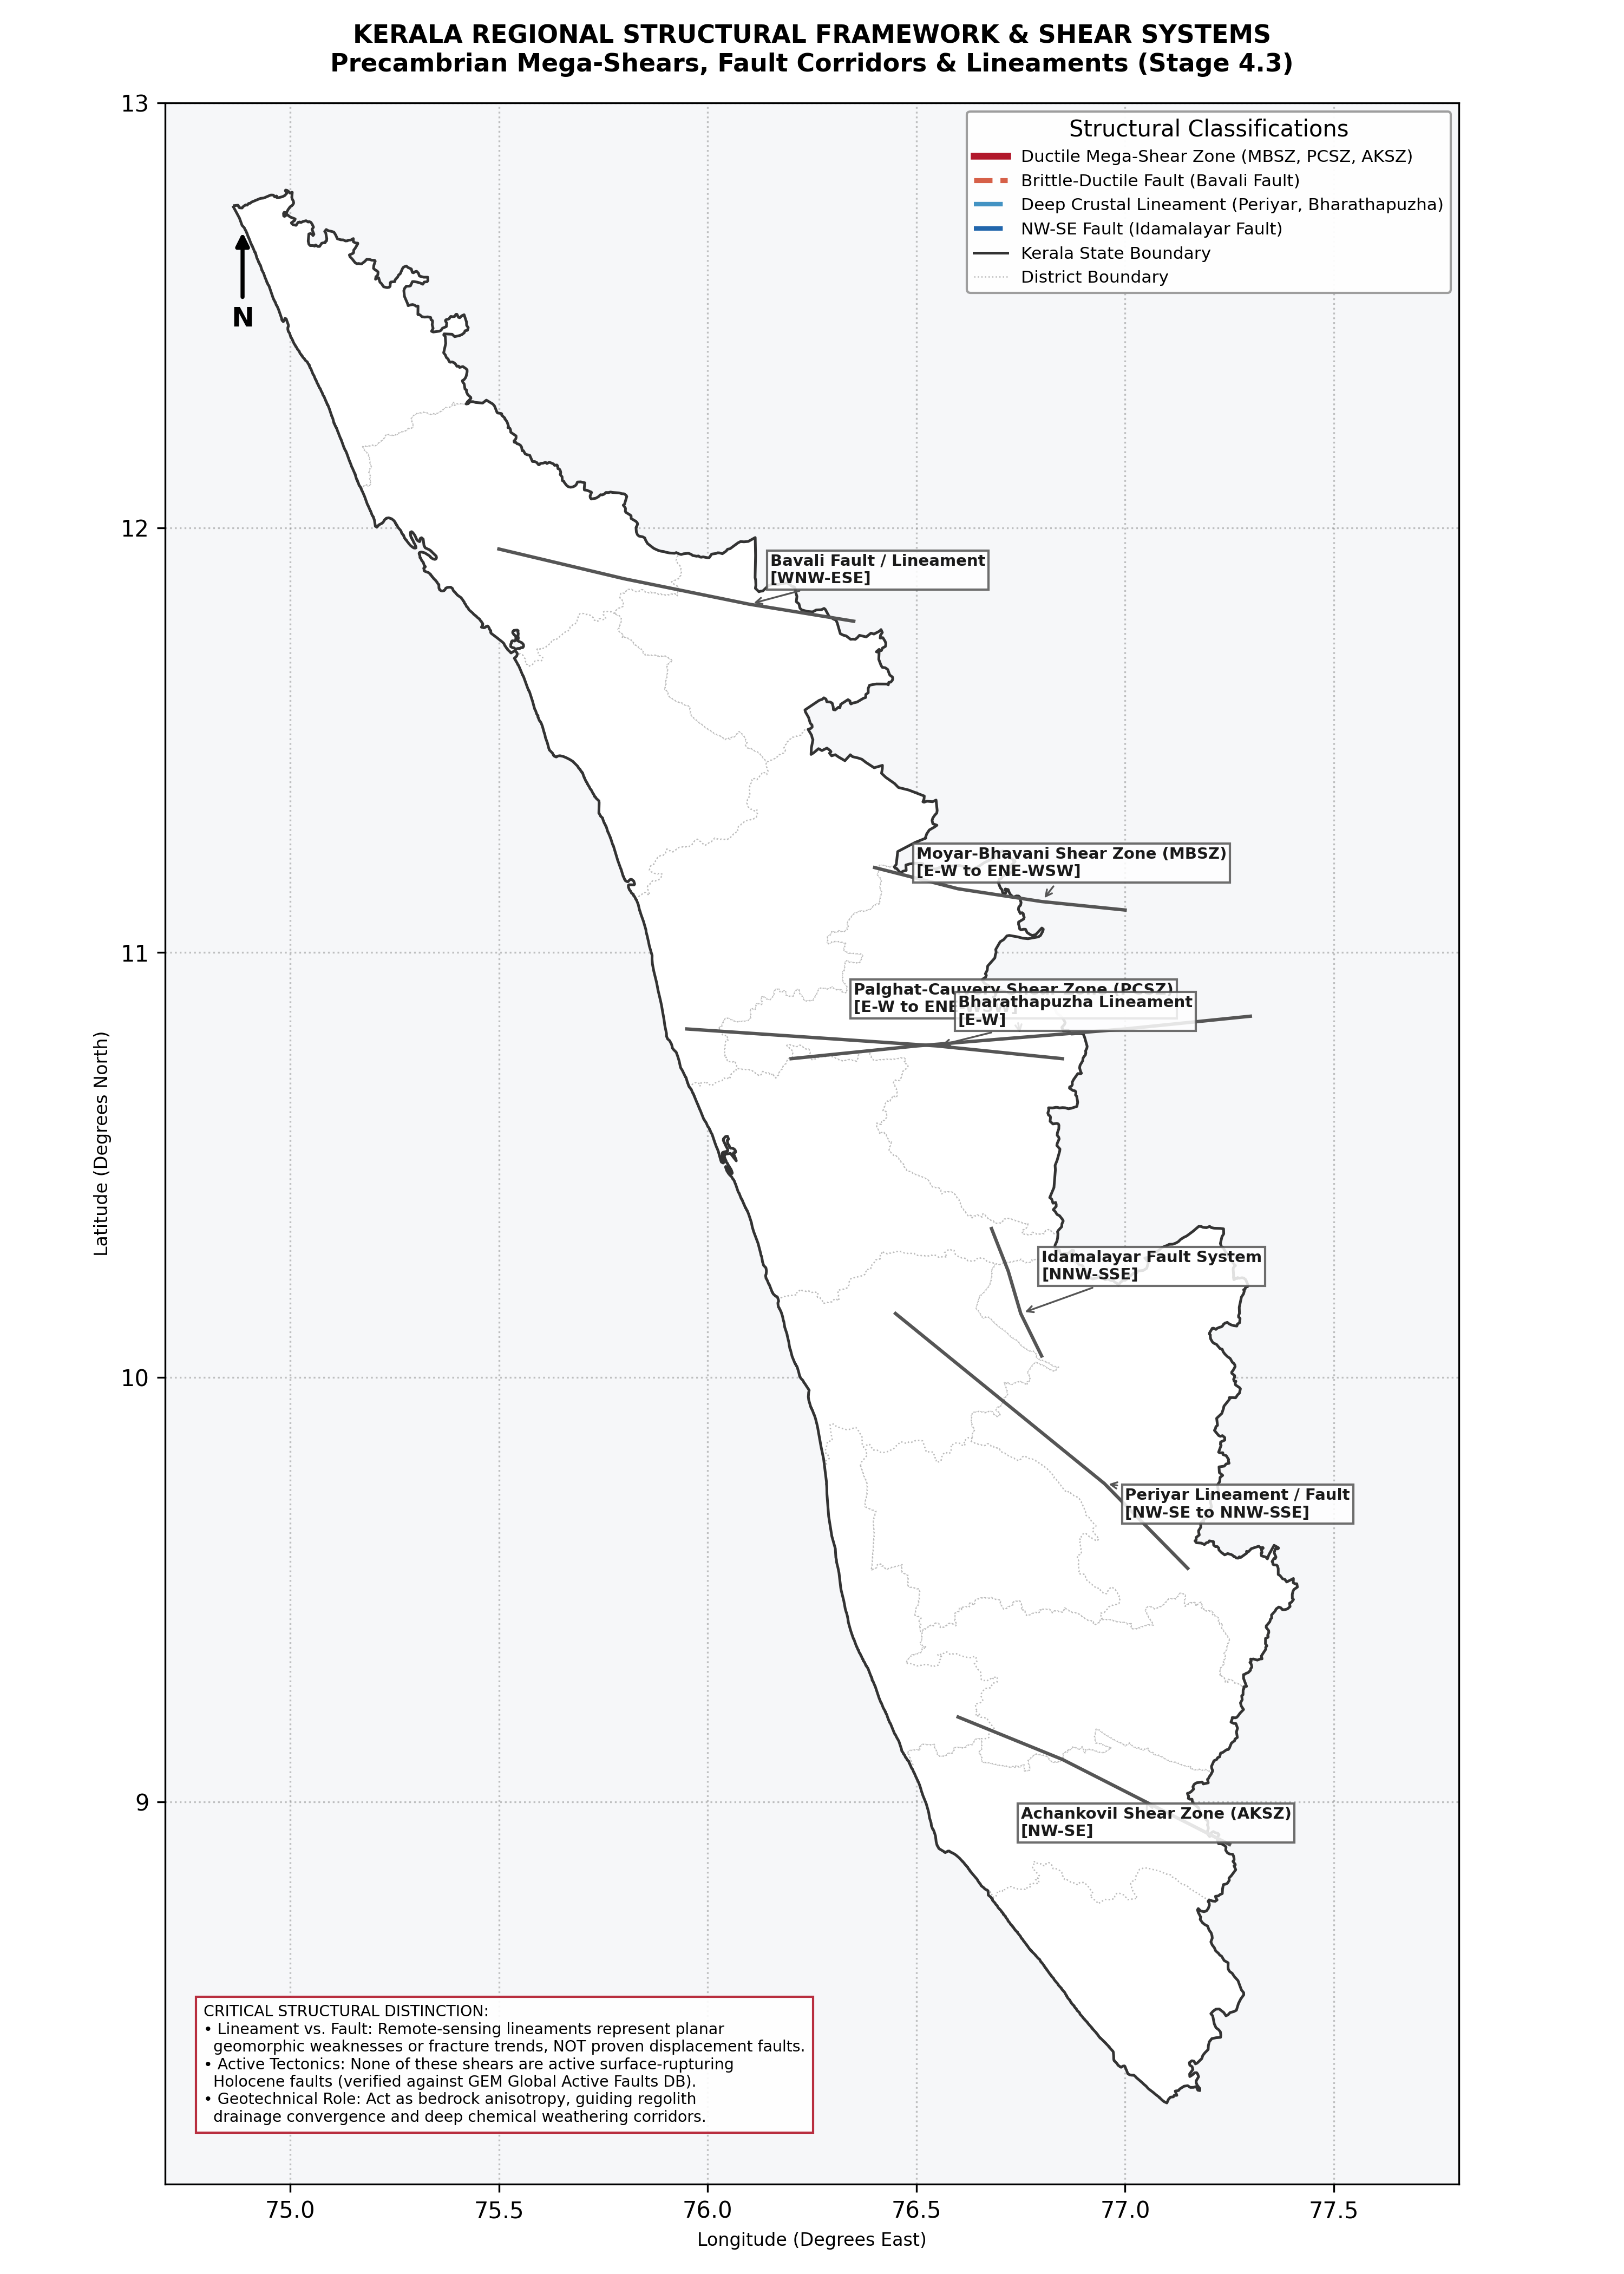 KERALA REGIONAL STRUCTURAL FRAMEWORK & SHEAR SYSTEMS
Precambrian Mega-Shears, Fault Corridors & Lineaments (Stage 4.3)
13
Structural Classifications
Ductile Mega-Shear Zone (MBSZ, PCSZ, AKSZ)
Brittle-Ductile Fault (Bavali Fault)
Deep Crustal Lineament (Periyar, Bharathapuzha)
NW-SE Fault (Idamalayar Fault)
Kerala State Boundary
District Boundary
N
12
Bavali Fault / Lineament
[WNW-ESE]
Moyar-Bhavani Shear Zone (MBSZ)
[E-W to ENE-WSW]
11
Palghat-Cauvery Shear Zone (PCSZ)
[E-W to ENE-WSW]
Bharathapuzha Lineament
[E-W]
Latitude (Degrees North)
Idamalayar Fault System
[NNW-SSE]
10
Periyar Lineament / Fault
[NW-SE to NNW-SSE]
9
Achankovil Shear Zone (AKSZ)
[NW-SE]
CRITICAL STRUCTURAL DISTINCTION:
• Lineament vs. Fault: Remote-sensing lineaments represent planar
geomorphic weaknesses or fracture trends, NOT proven displacement faults.
• Active Tectonics: None of these shears are active surface-rupturing
Holocene faults (verified against GEM Global Active Faults DB).
• Geotechnical Role: Act as bedrock anisotropy, guiding regolith
drainage convergence and deep chemical weathering corridors.
75.0 75.5 76.0 76.5 77.0 77.5
Longitude (Degrees East)